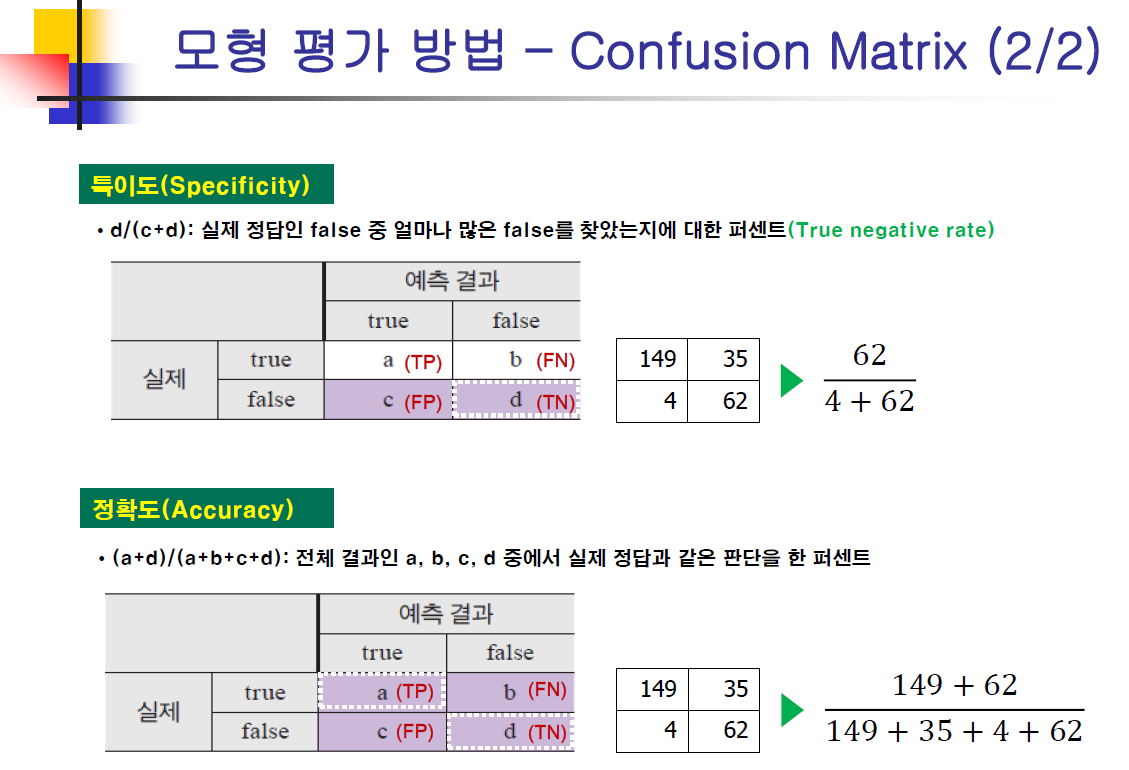 모형 평가 방법 – Confusion Matrix (2/2)
특이도(Specificity)
• d/(c+d): 실제 정답인 false 중 얼마나 많은 false를 찾았는지에 대한 퍼센트(True negative rate)
예측 결과
true false
실제 true a (TP) b (FN)
false c (FP) d (TN)
149 35
4 62
62
4 + 62
정확도(Accuracy)
• (a+d)/(a+b+c+d): 전체 결과인 a, b, c, d 중에서 실제 정답과 같은 판단을 한 퍼센트
예측 결과
true false
실제 true a (TP) b (FN)
false c (FP) d (TN)
149 35
4 62
149 + 62
149 + 35 + 4 + 62